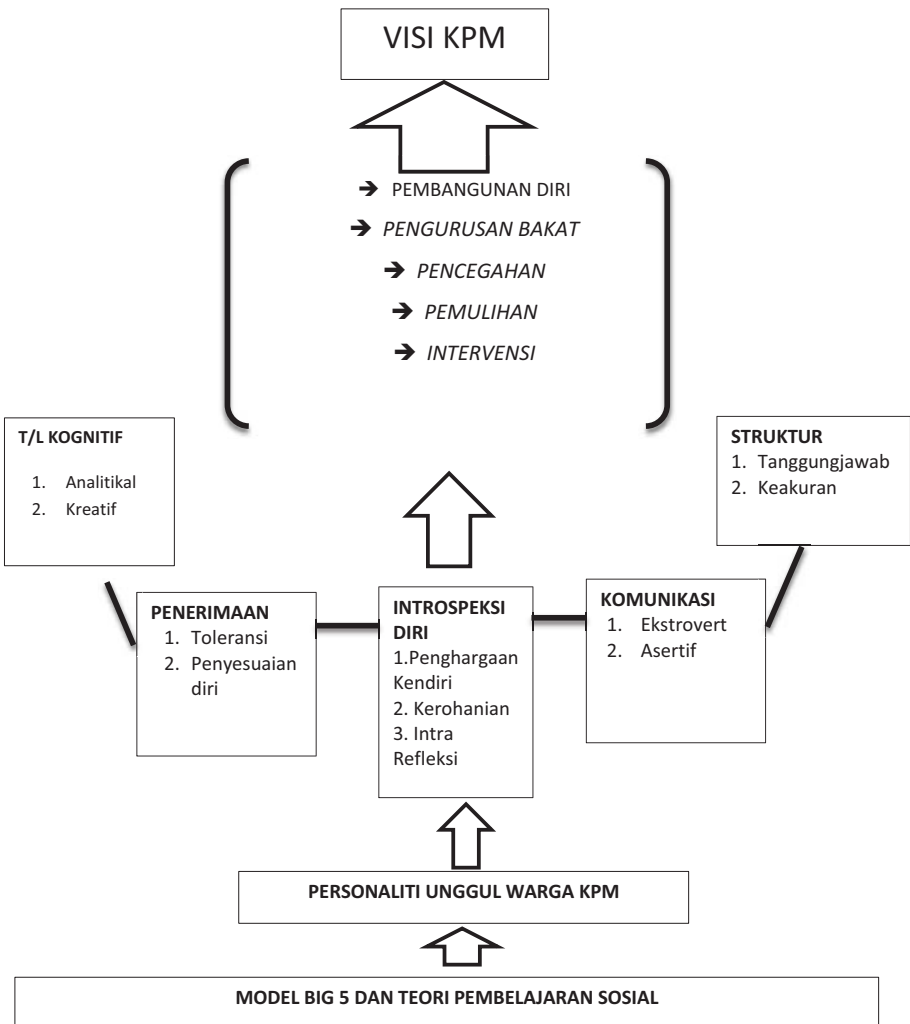 VISI KPM
➔ PEMBANGUNAN DIRI
➔ PENGURUSAN BAKAT
➔ PENCEGAHAN
➔ PEMULIHAN
➔ INTERVENSI
T/L KOGNITIF
1. Analitikal
2. Kreatif
PENERIMAAN
1. Toleransi
2. Penyesuaian
diri
INTROSPEKSI
DIRI
1.Penghargaan
Kendiri
2. Kerohanian
3. Intra
Refleksi
KOMUNIKASI
1. Ekstrovert
2. Asertif
STRUKTUR
1. Tanggungjawab
2. Keakuran
PERSONALITI UNGGUL WARGA KPM
MODEL BIG 5 DAN TEORI PEMBELAJARAN SOSIAL